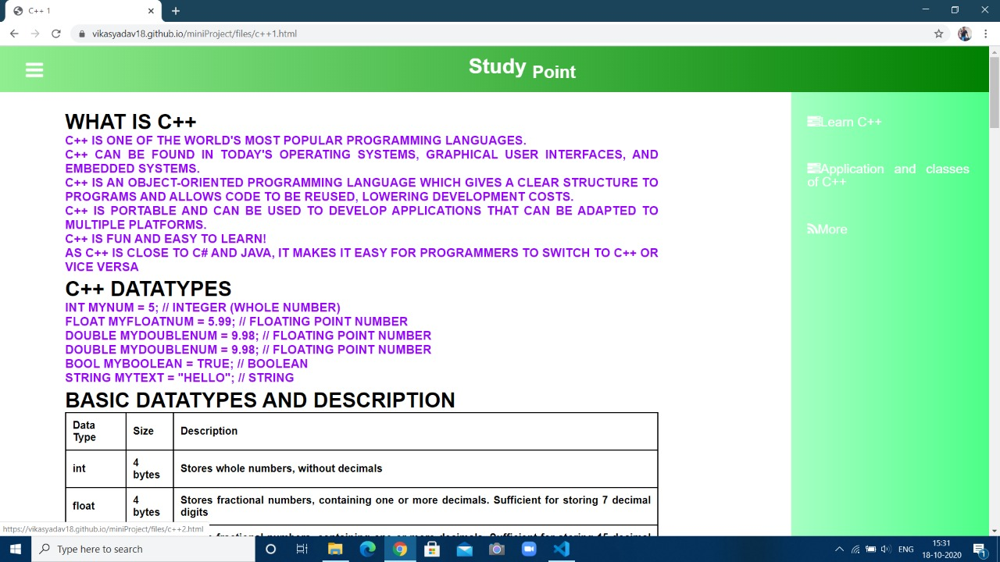 C++ 1
vikasyadav18.github.io/miniProject/files/c++1.html
Study Point
WHAT IS C++
C++ IS ONE OF THE WORLD'S MOST POPULAR PROGRAMMING LANGUAGES.
C++ CAN BE FOUND IN TODAY'S OPERATING SYSTEMS, GRAPHICAL USER INTERFACES, AND
EMBEDDED SYSTEMS.
C++ IS AN OBJECT-ORIENTED PROGRAMMING LANGUAGE WHICH GIVES A CLEAR STRUCTURE TO
PROGRAMS AND ALLOWS CODE TO BE REUSED, LOWERING DEVELOPMENT COSTS.
C++ IS PORTABLE AND CAN BE USED TO DEVELOP APPLICATIONS THAT CAN BE ADAPTED TO
MULTIPLE PLATFORMS.
C++ IS FUN AND EASY TO LEARN!
AS C++ IS CLOSE TO C# AND JAVA, IT MAKES IT EASY FOR PROGRAMMERS TO SWITCH TO C++ OR
VICE VERSA
C++ DATATYPES
INT MYNUM = 5; // INTEGER (WHOLE NUMBER)
FLOAT MYFLOATNUM = 5.99; // FLOATING POINT NUMBER
DOUBLE MYDOUBLENUM = 9.98; // FLOATING POINT NUMBER
DOUBLE MYDOUBLENUM = 9.98; // FLOATING POINT NUMBER
BOOL MYBOOLEAN = TRUE; // BOOLEAN
STRING MYTEXT = "HELLO"; // STRING
BASIC DATATYPES AND DESCRIPTION
Data
Type
Size
Description
int
4
bytes
Stores whole numbers, without decimals
float
4
bytes
Stores fractional numbers, containing one or more decimals. Sufficient for storing 7 decimal
digits
fractional numbers, containing one or more decimals. Sufficient for storing 15 decimal
Learn C++
Application and classes
of C++
More
https://vikasyadav18.github.io/miniProject/files/c++2.html
Type here to search
ENG
15:31
18-10-2020
1